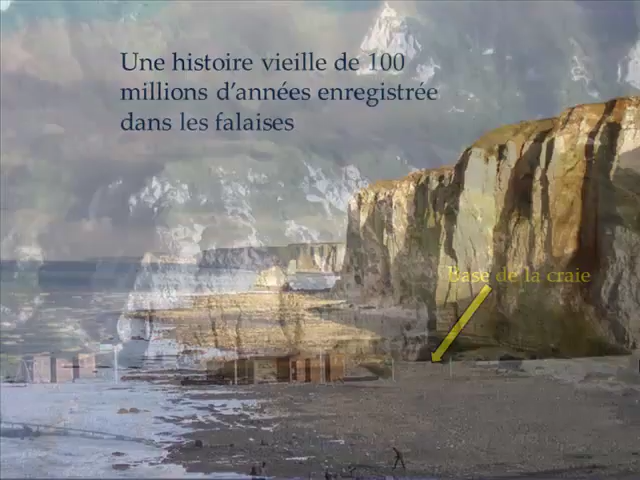 Une histoire vieille de 100
millions d'années enregistrée
dans les falaises
Base de la craie